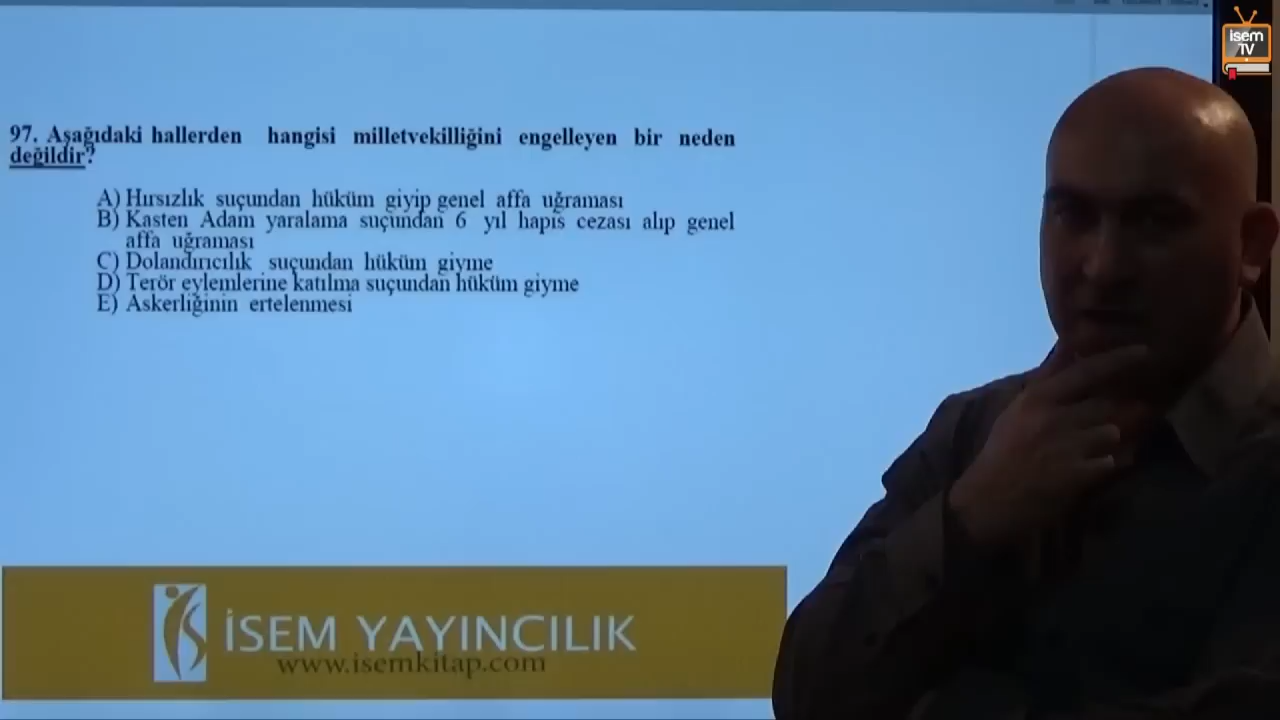 isem
TV
97. Aşağıdaki hallerden hangisi milletvekilliğini engelleyen bir neden
değildir?
A) Hırsızlık suçundan hüküm giyip genel affa uğraması
B) Kasten Adam yaralama suçundan 6 yıl hapis cezası alıp genel
affa uğraması
C) Dolandırıcılık suçundan hüküm giyme
D) Terör eylemlerine katılma suçundan hüküm giyme
E) Askerliğinin ertelenmesi
İSEM YAYINCILIK
www.isemkitap.com